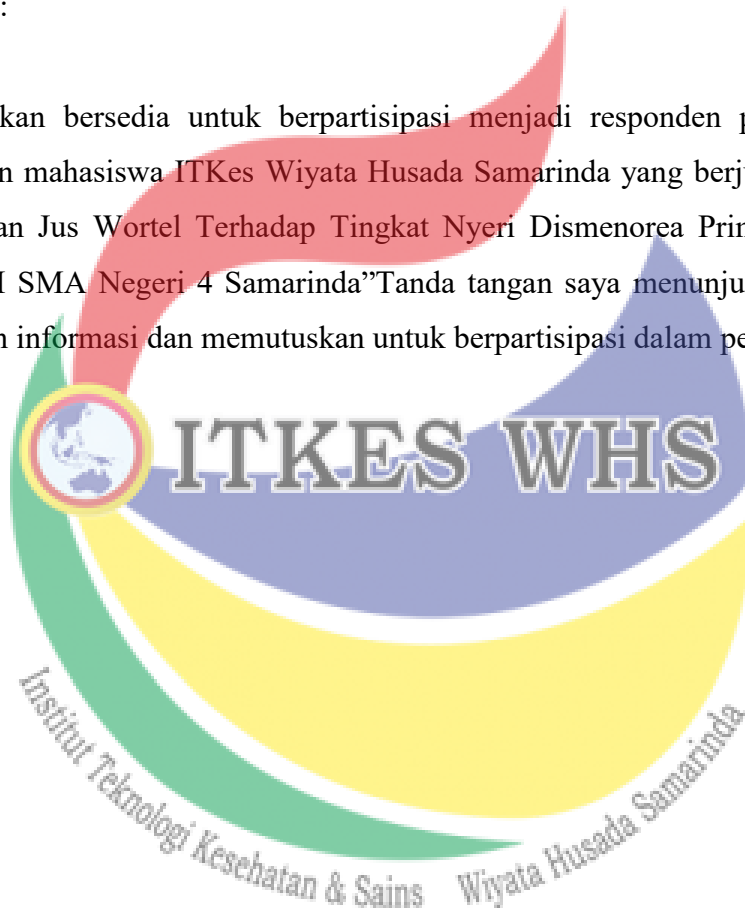 :
kan bersedia untuk berpartisipasi menjadi responden p
n mahasiswa ITKes Wiyata Husada Samarinda yang berju
an Jus Wortel Terhadap Tingkat Nyeri Dismenorea Prin
I SMA Negeri 4 Samarinda”Tanda tangan saya menunju
n informasi dan memutuskan untuk berpartisipasi dalam pe
ITKES WHS
Institut Teknologi Kesehatan & Sains Wiyata Husada Samarinda